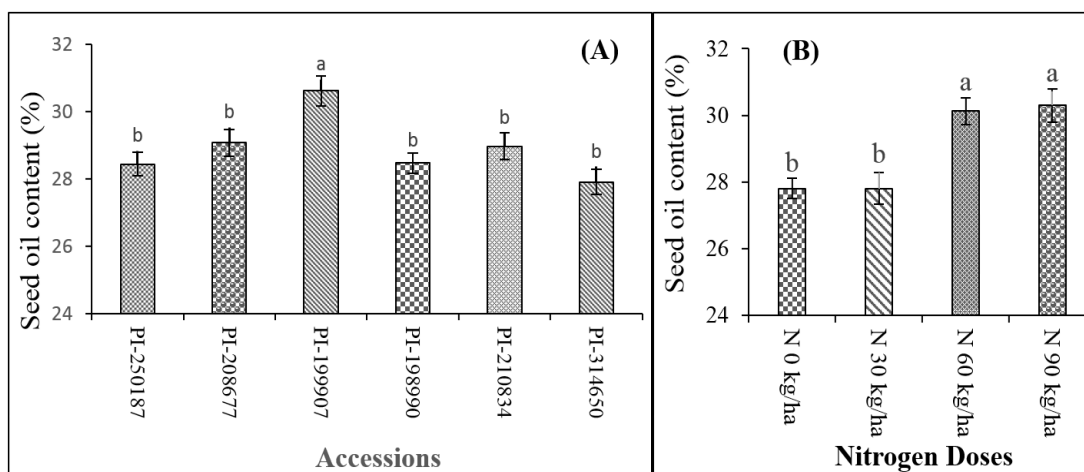 (A)
Seed oil content (%)
32
30
28
26
24
b
b
a
b
b
b
PI-250187
PI-208677
PI-199907
PI-198990
PI-210834
PI-314650
Accessions
(B)
Seed oil content (%)
32
30
28
26
24
b
b
a
a
N 0 kg/ha
N 30 kg/ha
N 60 kg/ha
N 90 kg/ha
Nitrogen Doses